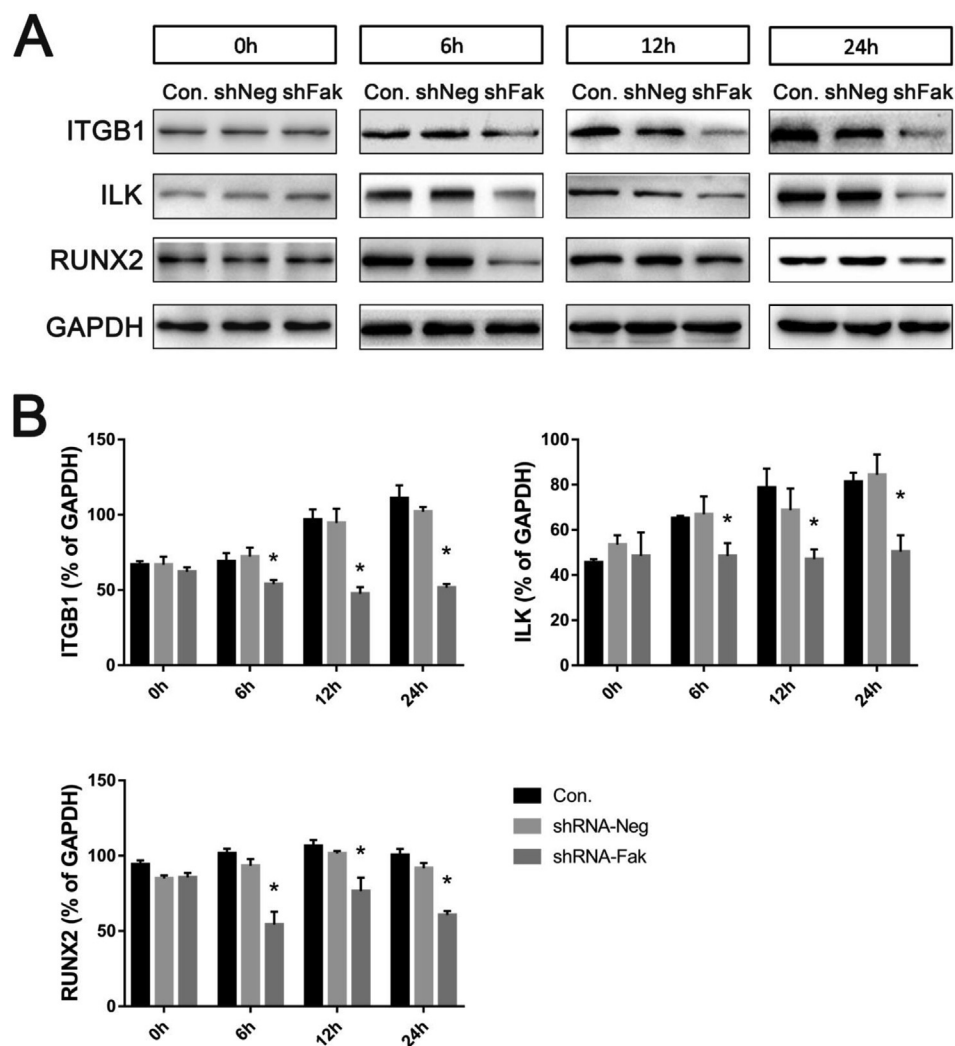 A
0h 6h 12h 24h
Con. shNeg shFak Con. shNeg shFak Con. shNeg shFak Con. shNeg shFak
ITGB1
ILK
RUNX2
GAPDH
B
ITGB1 (% of GAPDH)
150
100
50
0
0h 6h 12h 24h
* * *
ILK (% of GAPDH)
100
80
60
40
20
0
0h 6h 12h 24h
* * *
RUNX2 (% of GAPDH)
150
100
50
0
0h 6h 12h 24h
* * *
Con.
shRNA-Neg
shRNA-Fak